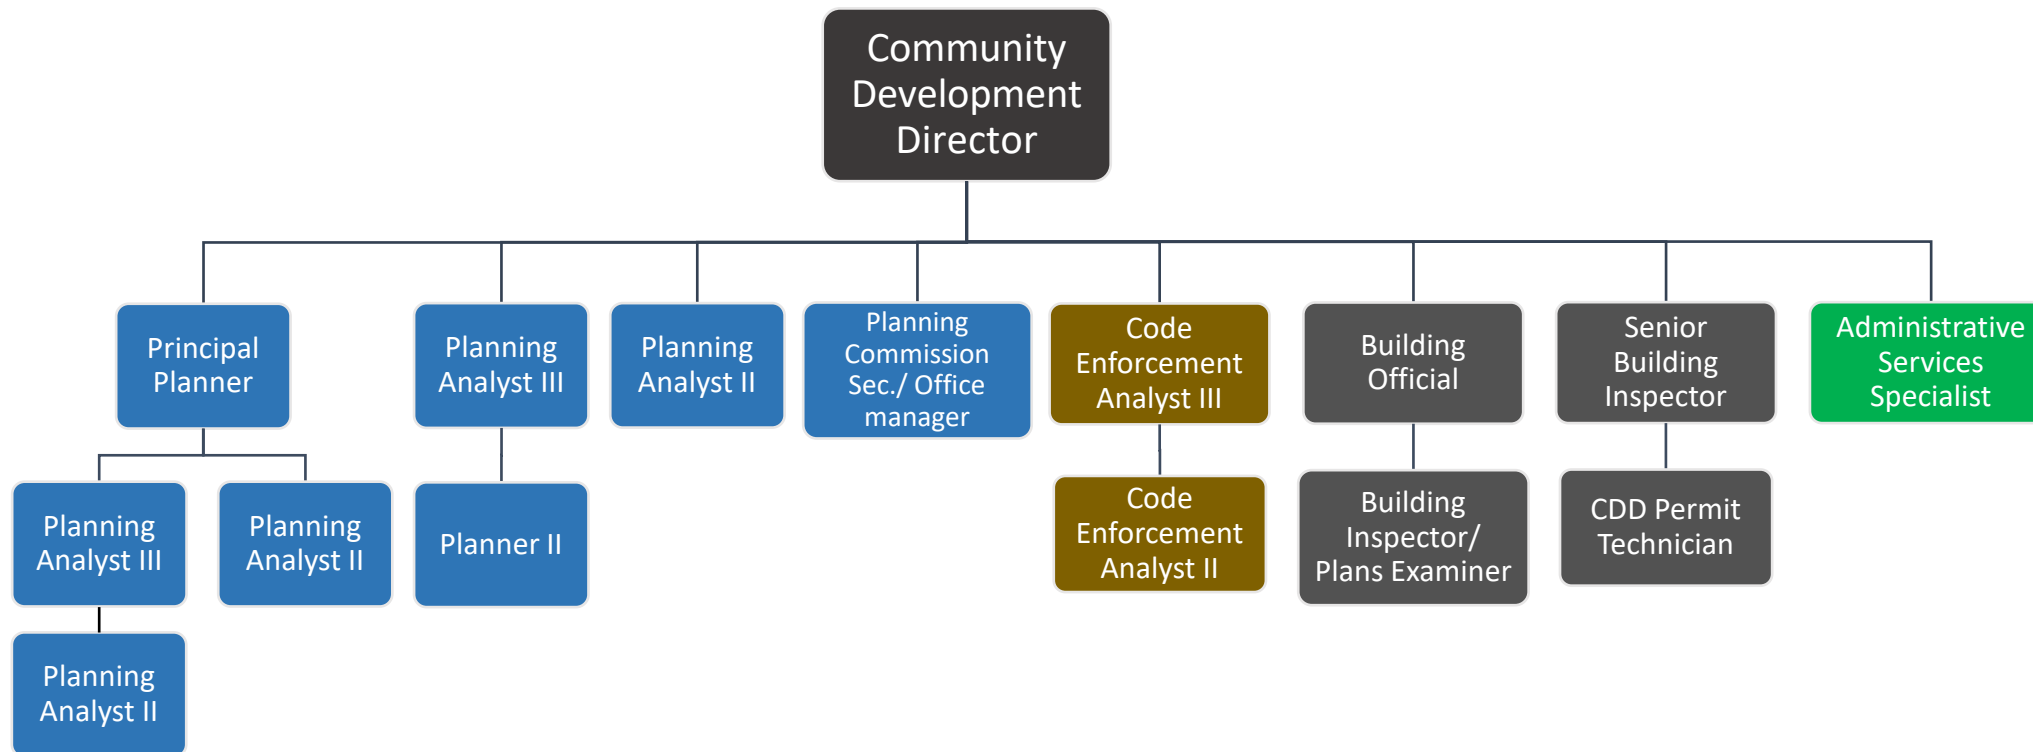 Community
Development
Director
Principal
Planner
Planning
Analyst III
Planning
Analyst II
Planning
Commission
Sec./ Office
manager
Code
Enforcement
Analyst III
Building
Official
Senior
Building
Inspector
Administrative
Services
Specialist
Planning
Analyst III
Planning
Analyst II
Planner II
Code
Enforcement
Analyst II
Building
Inspector/
Plans Examiner
CDD Permit
Technician
Planning
Analyst II